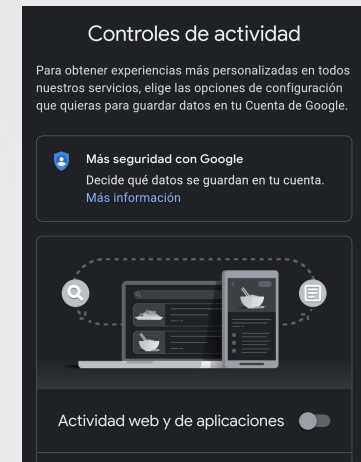 Controles de actividad
Para obtener experiencias más personalizadas en todos
nuestros servicios, elige las opciones de configuración
que quieras para guardar datos en tu Cuenta de Google.
Más seguridad con Google
Decide qué datos se guardan en tu cuenta.
Más información
Actividad web y de aplicaciones